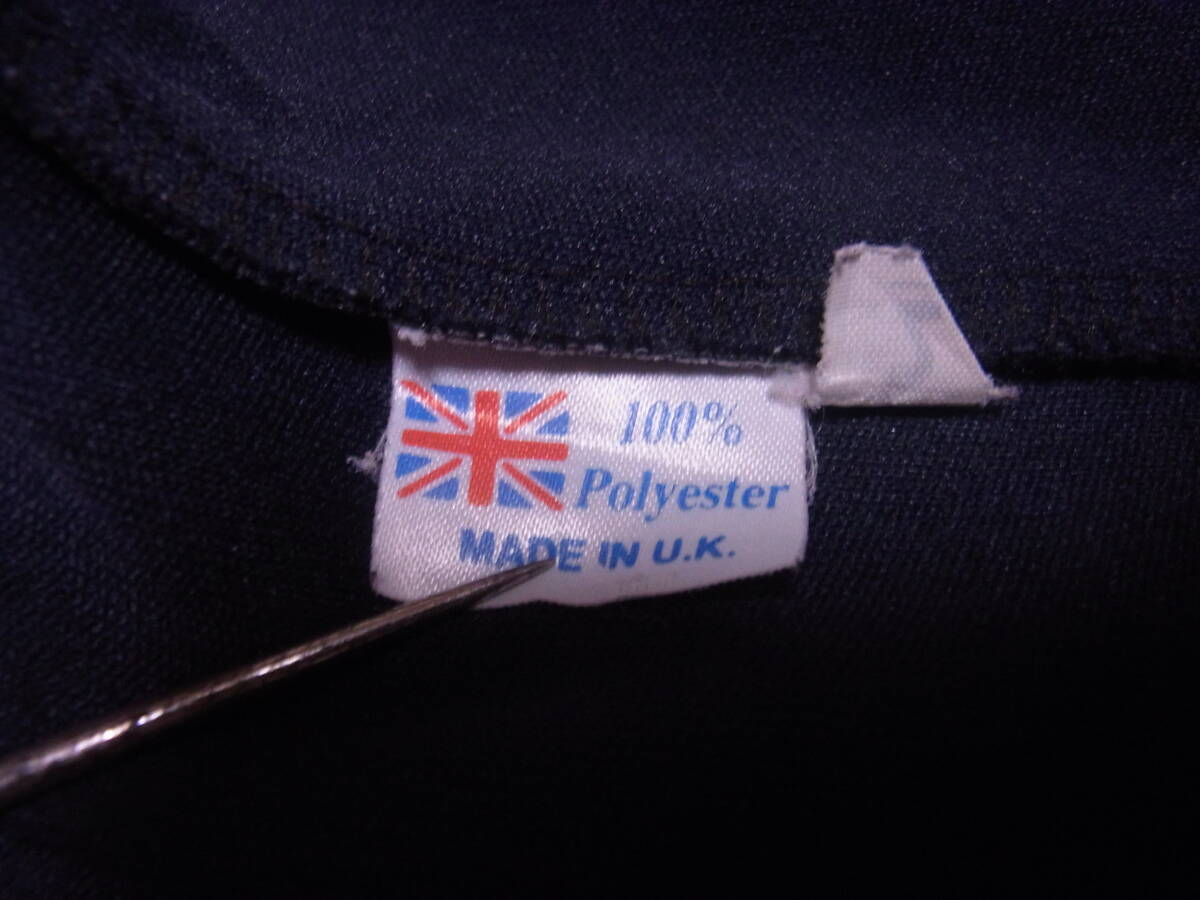 100%
Polyester
MADE IN U.K.